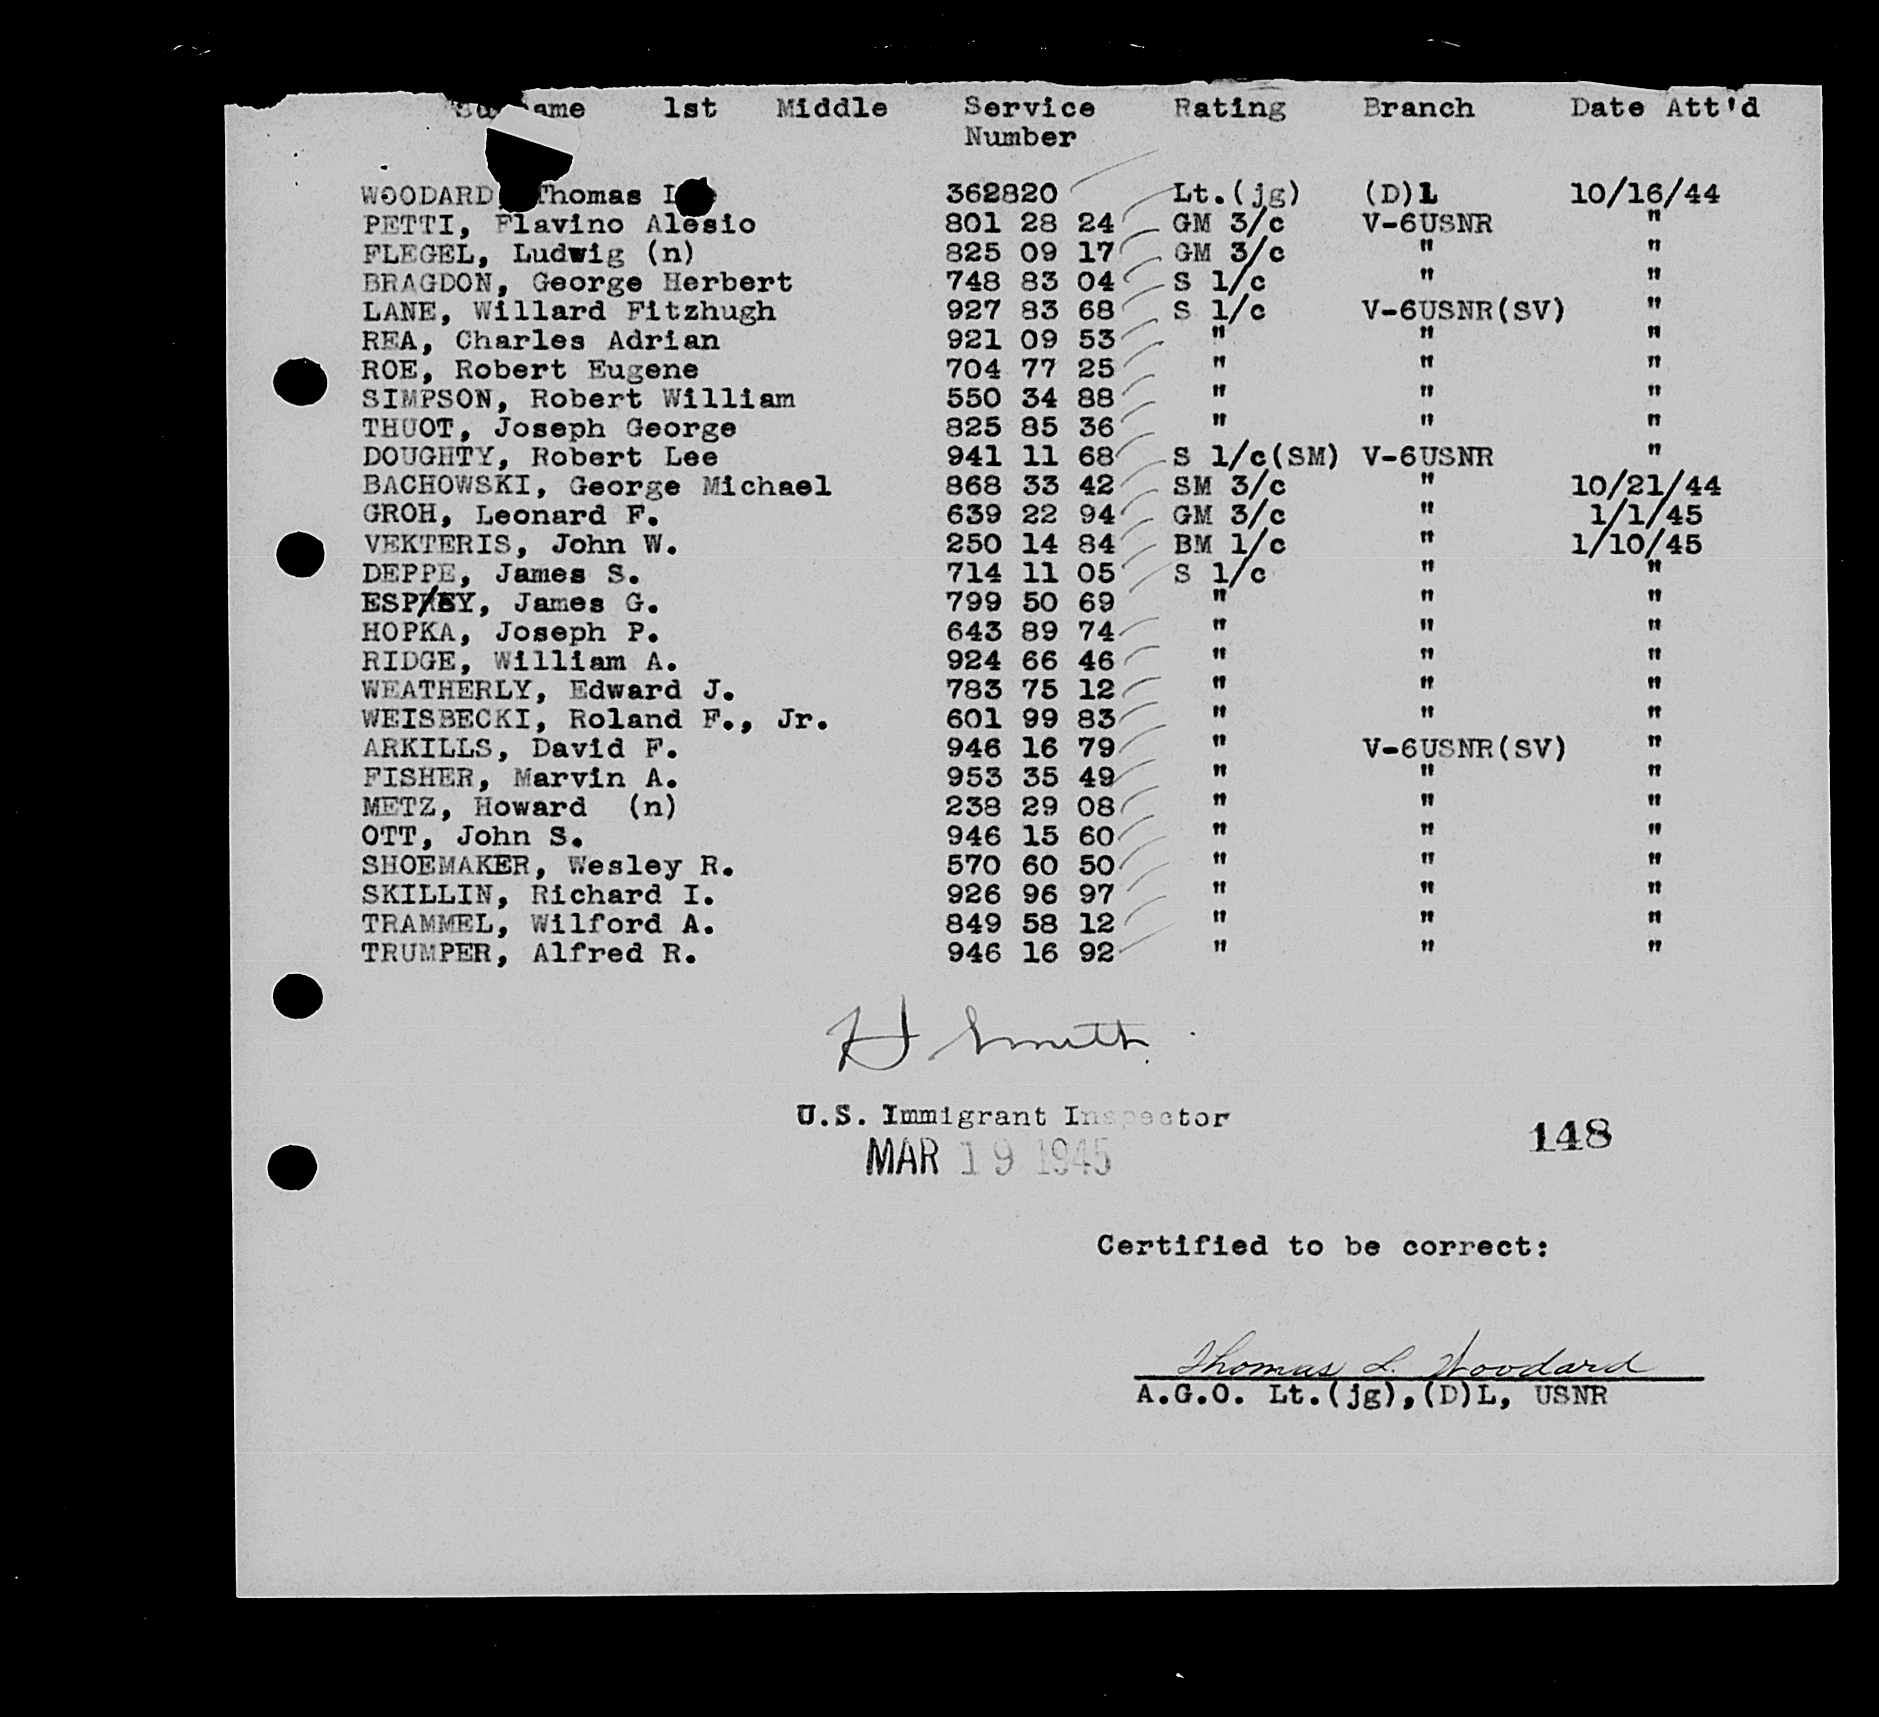 Surname 1st Middle Service Rating Branch Date Att'd
Number
WOODARD, Thomas 362820 Lt.(jg) (D)L 10/16/44
PETTI, Flavino Alesio 801 28 24 GM 3/c V-6USNR "
FLEGEL, Ludwig (n) 825 09 17 GM 3/c " "
BRAGDON, George Herbert 748 83 04 S 1/c " "
LANE, Willard Fitzhugh 927 83 68 S 1/c V-6USNR(SV) "
REA, Charles Adrian 921 09 53 " " "
ROE, Robert Eugene 704 77 25 " " "
SIMPSON, Robert William 550 34 88 " " "
THUOT, Joseph George 825 85 36 " " "
DOUGHTY, Robert Lee 941 11 68 S 1/c(SM) V-6USNR "
BACHOWSKI, George Michael 868 33 42 SM 3/c " 10/21/44
GROH, Leonard F. 639 22 94 GM 3/c " 1/1/45
VEKTERIS, John W. 250 14 84 BM 1/c " 1/10/45
DEPPE, James S. 714 11 05 S 1/c " "
James G. 799 50 69 " " "
HOPKA, Joseph P. 643 89 74 " " "
RIDGE, William A. 924 66 46 " " "
WEATHERLY, Edward J. 783 75 12 " " "
WEISBECKI, Roland F., Jr. 601 99 83 " " "
ARKILLS, David F. 946 16 79 " V-6USNR(SV) "
FISHER, Marvin A. 953 35 49 " " "
METZ, Howard (n) 238 29 08 " " "
OTT, John S. 946 15 60 " " "
SHOEMAKER, Wesley R. 570 60 50 " " "
SKILLIN, Richard I. 926 96 97 " " "
TRAMMEL, Wilford A. 849 58 12 " " "
TRUMPER, Alfred R. 946 16 92 " " "
H Smith
U.S. Immigrant Inspector
MAR 19 1945
148
Certified to be correct:
Thomas L. Woodard
A.G.O. Lt.(jg),(D)L, USNR